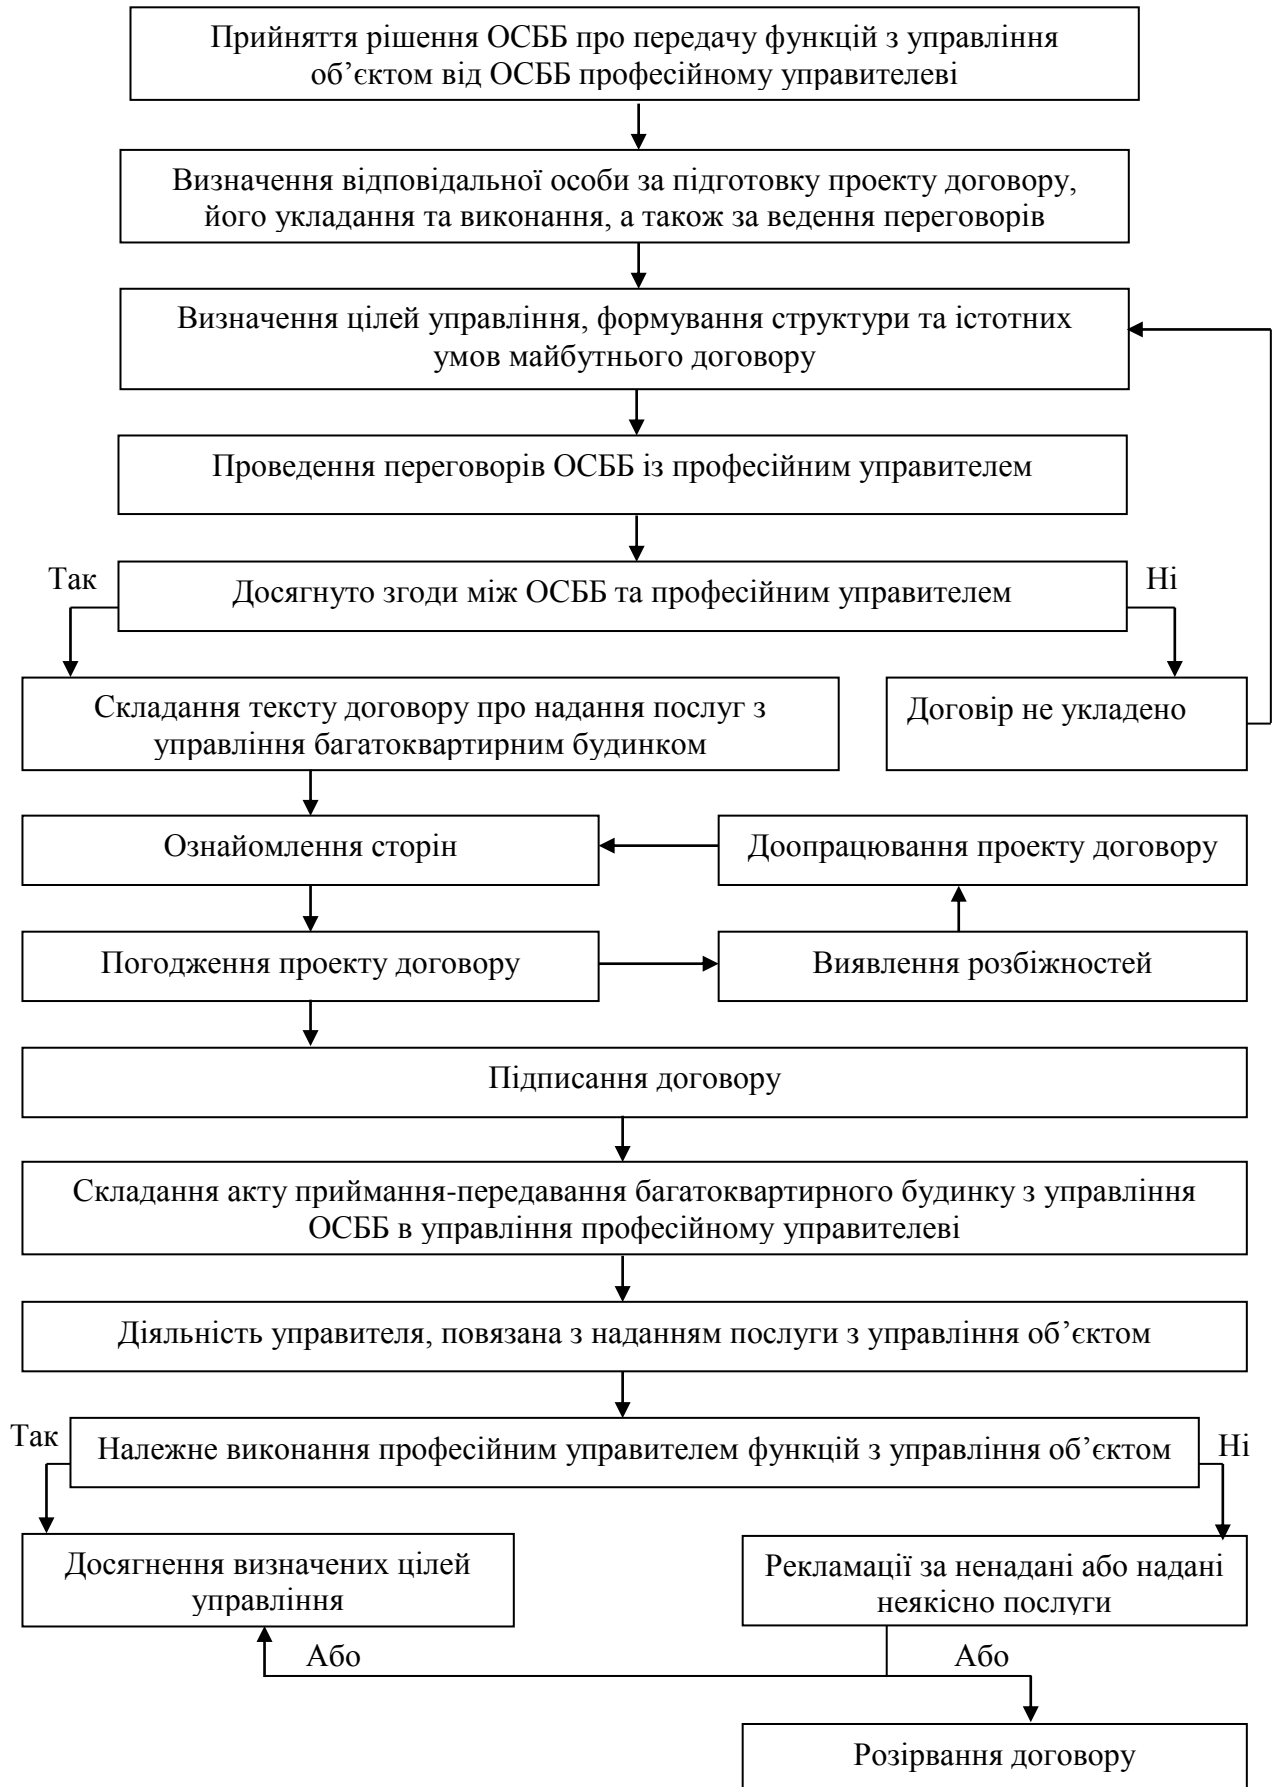 Прийняття рішення ОСББ про передачу функцій з управління
об’єктом від ОСББ професійному управителеві
Визначення відповідальної особи за підготовку проекту договору,
його укладання та виконання, а також за ведення переговорів
Визначення цілей управління, формування структури та істотних
умов майбутнього договору
Проведення переговорів ОСББ із професійним управителем
Так
Досягнуто згоди між ОСББ та професійним управителем
Ні
Складання тексту договору про надання послуг з
управління багатоквартирним будинком
Договір не укладено
Ознайомлення сторін
Доопрацювання проекту договору
Погодження проекту договору
Виявлення розбіжностей
Підписання договору
Складання акту приймання-передавання багатоквартирного будинку з управління
ОСББ в управління професійному управителеві
Діяльність управителя, повязана з наданням послуги з управління об’єктом
Так
Належне виконання професійним управителем функцій з управління об’єктом
Ні
Досягнення визначених цілей
управління
Рекламації за ненадані або надані
неякісно послуги
Або
Або
Розірвання договору